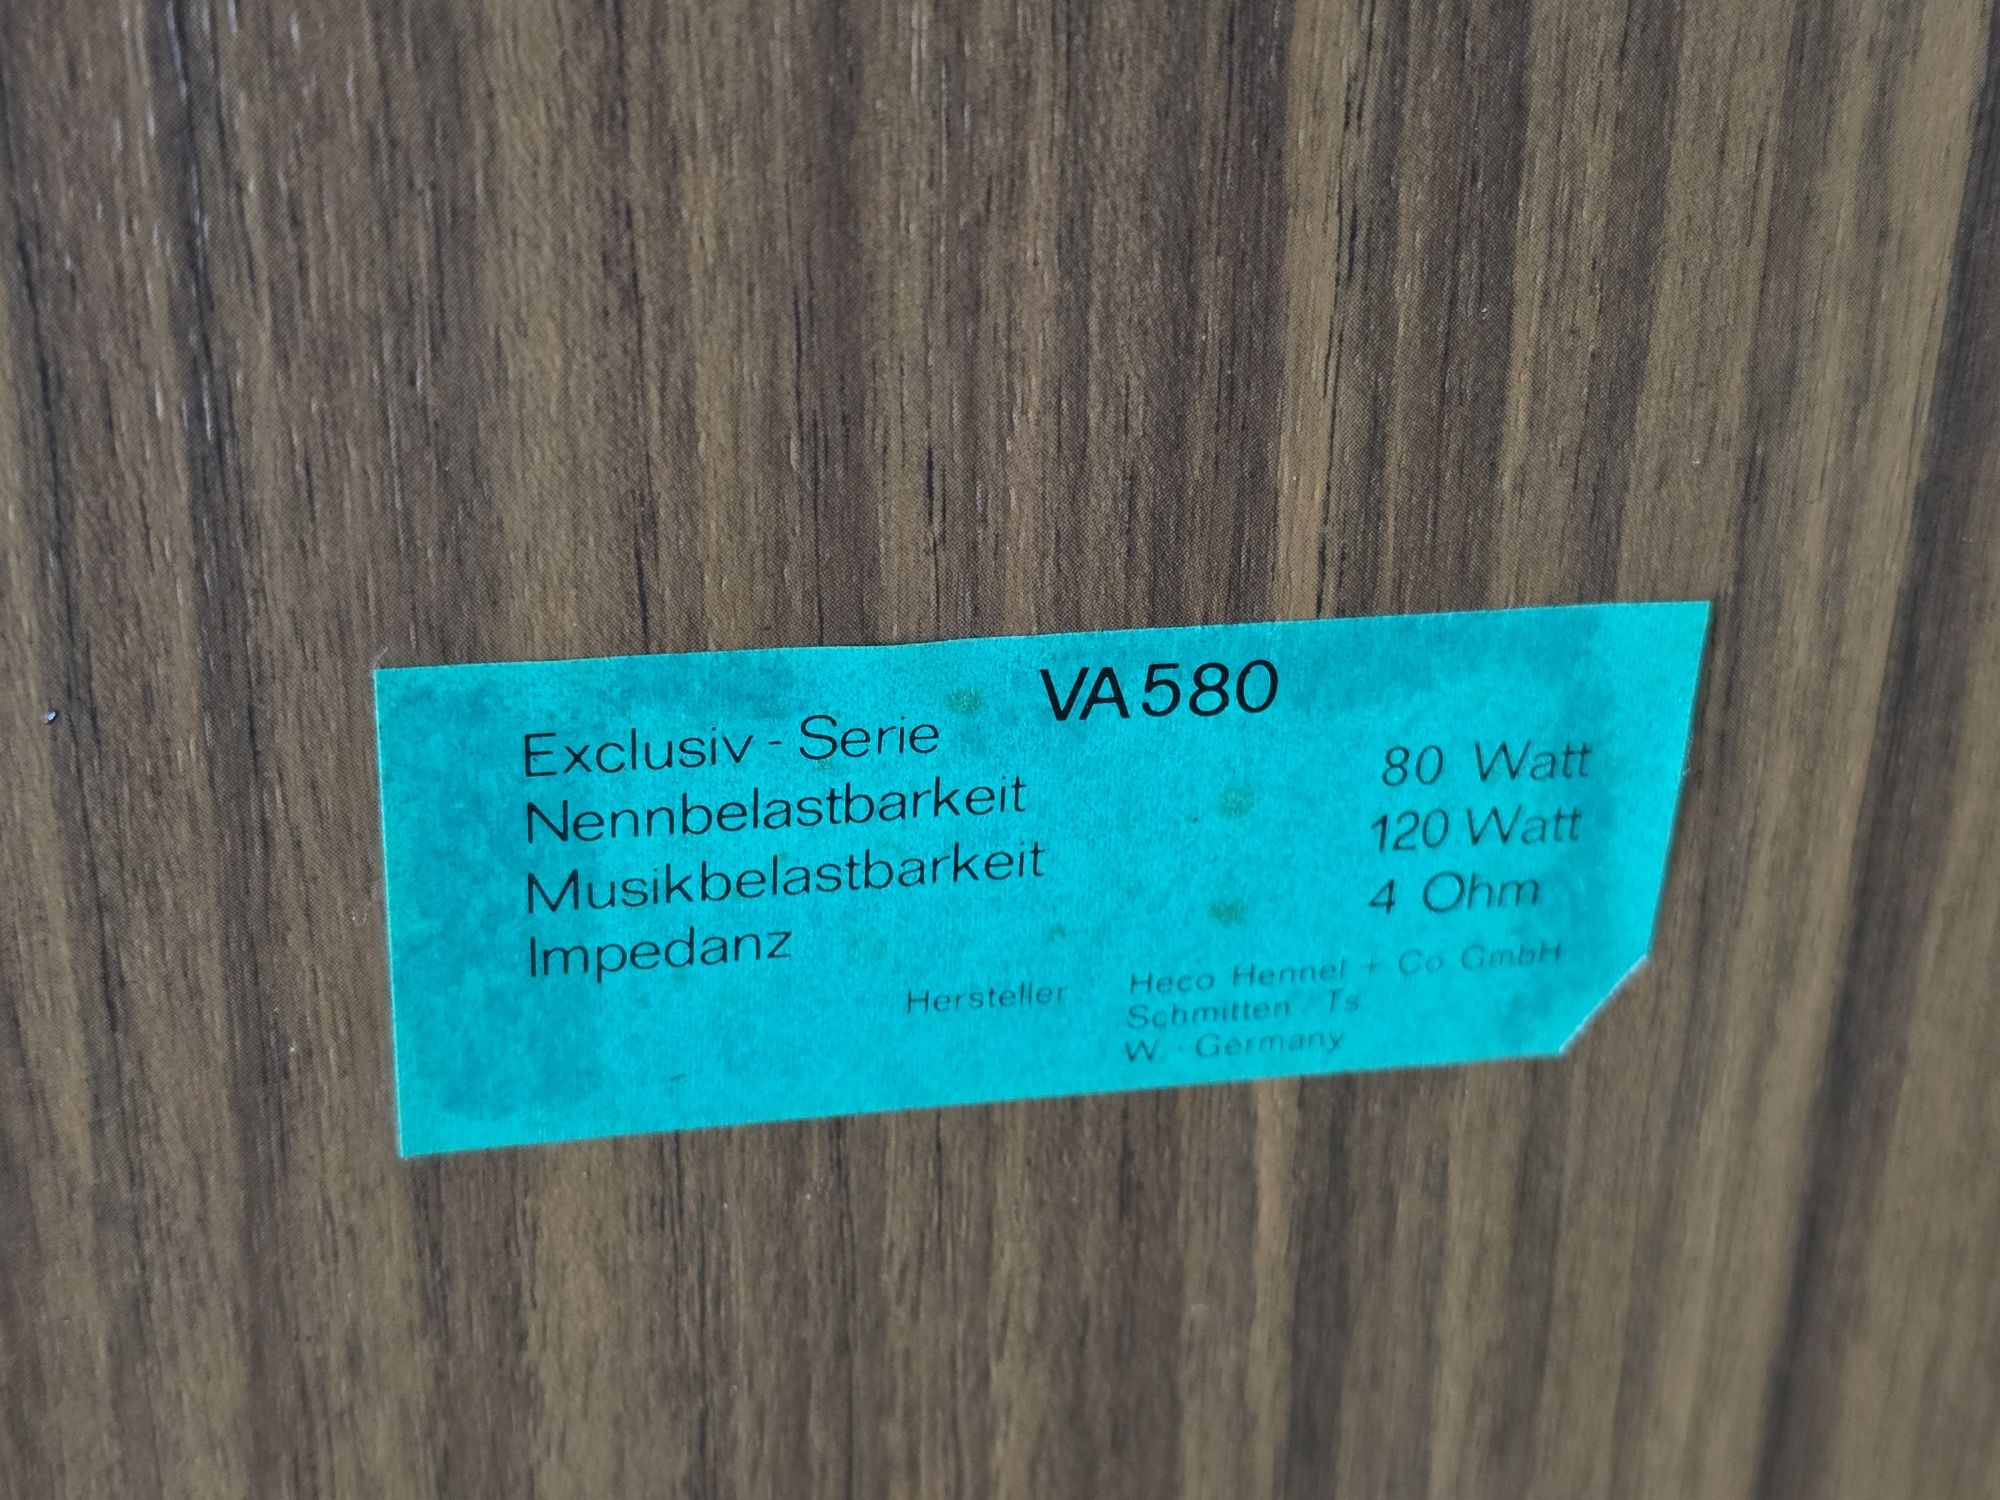 Exclusiv - Serie VA580
Nennbelastbarkeit 80 Watt
Musikbelastbarkeit 120 Watt
Impedanz 4 Ohm
Hersteller Heco Hennel + Co GmbH
Schmitten / Ts
W. - Germany